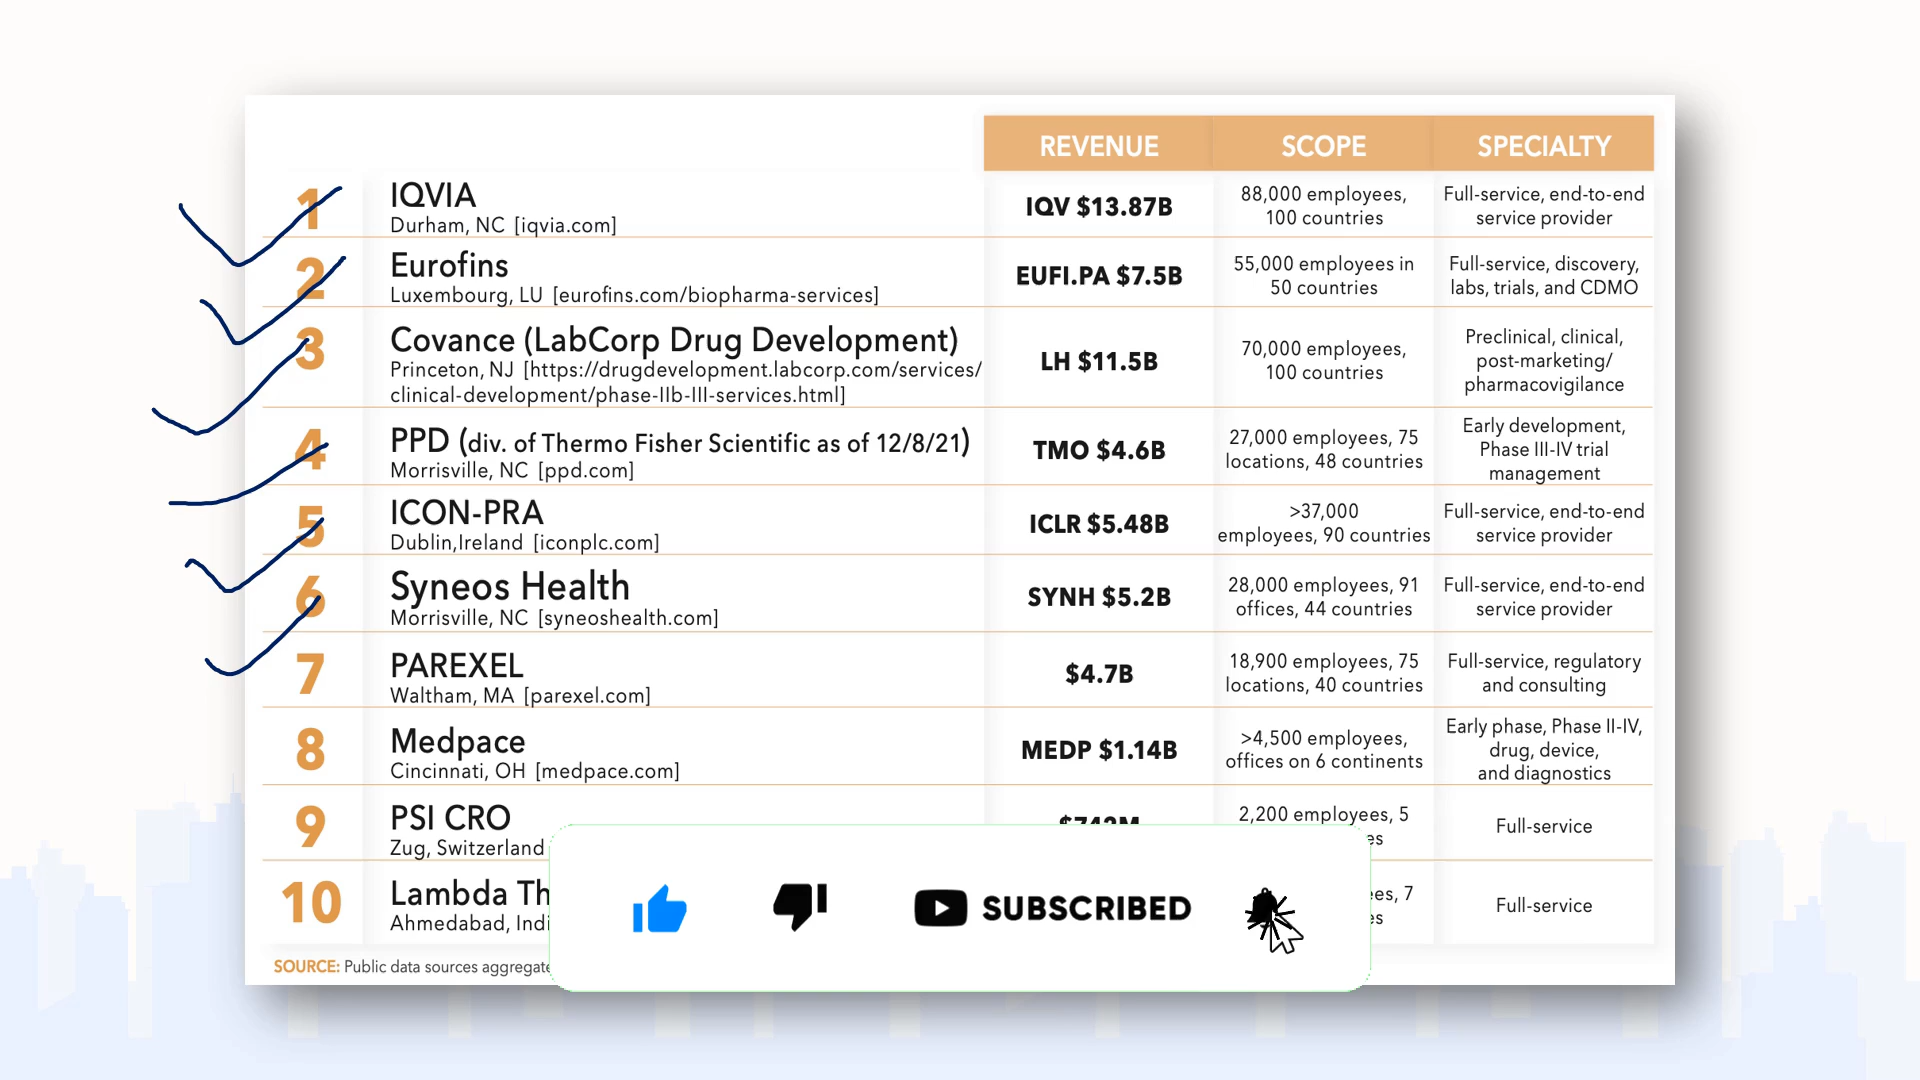 REVENUE SCOPE SPECIALTY
1 IQVIA
Durham, NC [iqvia.com]
IQV $13.87B
88,000 employees,
100 countries
Full-service, end-to-end
service provider
2 Eurofins
Luxembourg, LU [eurofins.com/biopharma-services]
EUFI.PA $7.5B
55,000 employees in
50 countries
Full-service, discovery,
labs, trials, and CDMO
3 Covance (LabCorp Drug Development)
Princeton, NJ [https://drugdevelopment.labcorp.com/services/
clinical-development/phase-IIb-III-services.html]
LH $11.5B
70,000 employees,
100 countries
Preclinical, clinical,
post-marketing/
pharmacovigilance
4 PPD (div. of Thermo Fisher Scientific as of 12/8/21)
Morrisville, NC [ppd.com]
TMO $4.6B
27,000 employees, 75
locations, 48 countries
Early development,
Phase III-IV trial
management
5 ICON-PRA
Dublin,Ireland [iconplc.com]
ICLR $5.48B
>37,000
employees, 90 countries
Full-service, end-to-end
service provider
6 Syneos Health
Morrisville, NC [syneoshealth.com]
SYNH $5.2B
28,000 employees, 91
offices, 44 countries
Full-service, end-to-end
service provider
7 PAREXEL
Waltham, MA [parexel.com]
$4.7B
18,900 employees, 75
locations, 40 countries
Full-service, regulatory
and consulting
8 Medpace
Cincinnati, OH [medpace.com]
MEDP $1.14B
>4,500 employees,
offices on 6 continents
Early phase, Phase II-IV,
drug, device,
and diagnostics
9 PSI CRO
Zug, Switzerland
2,200 employees, 5
Full-service
10 Lambda
Ahmedabad,
7
Full-service
SOURCE: Public data sources
SUBSCRIBED